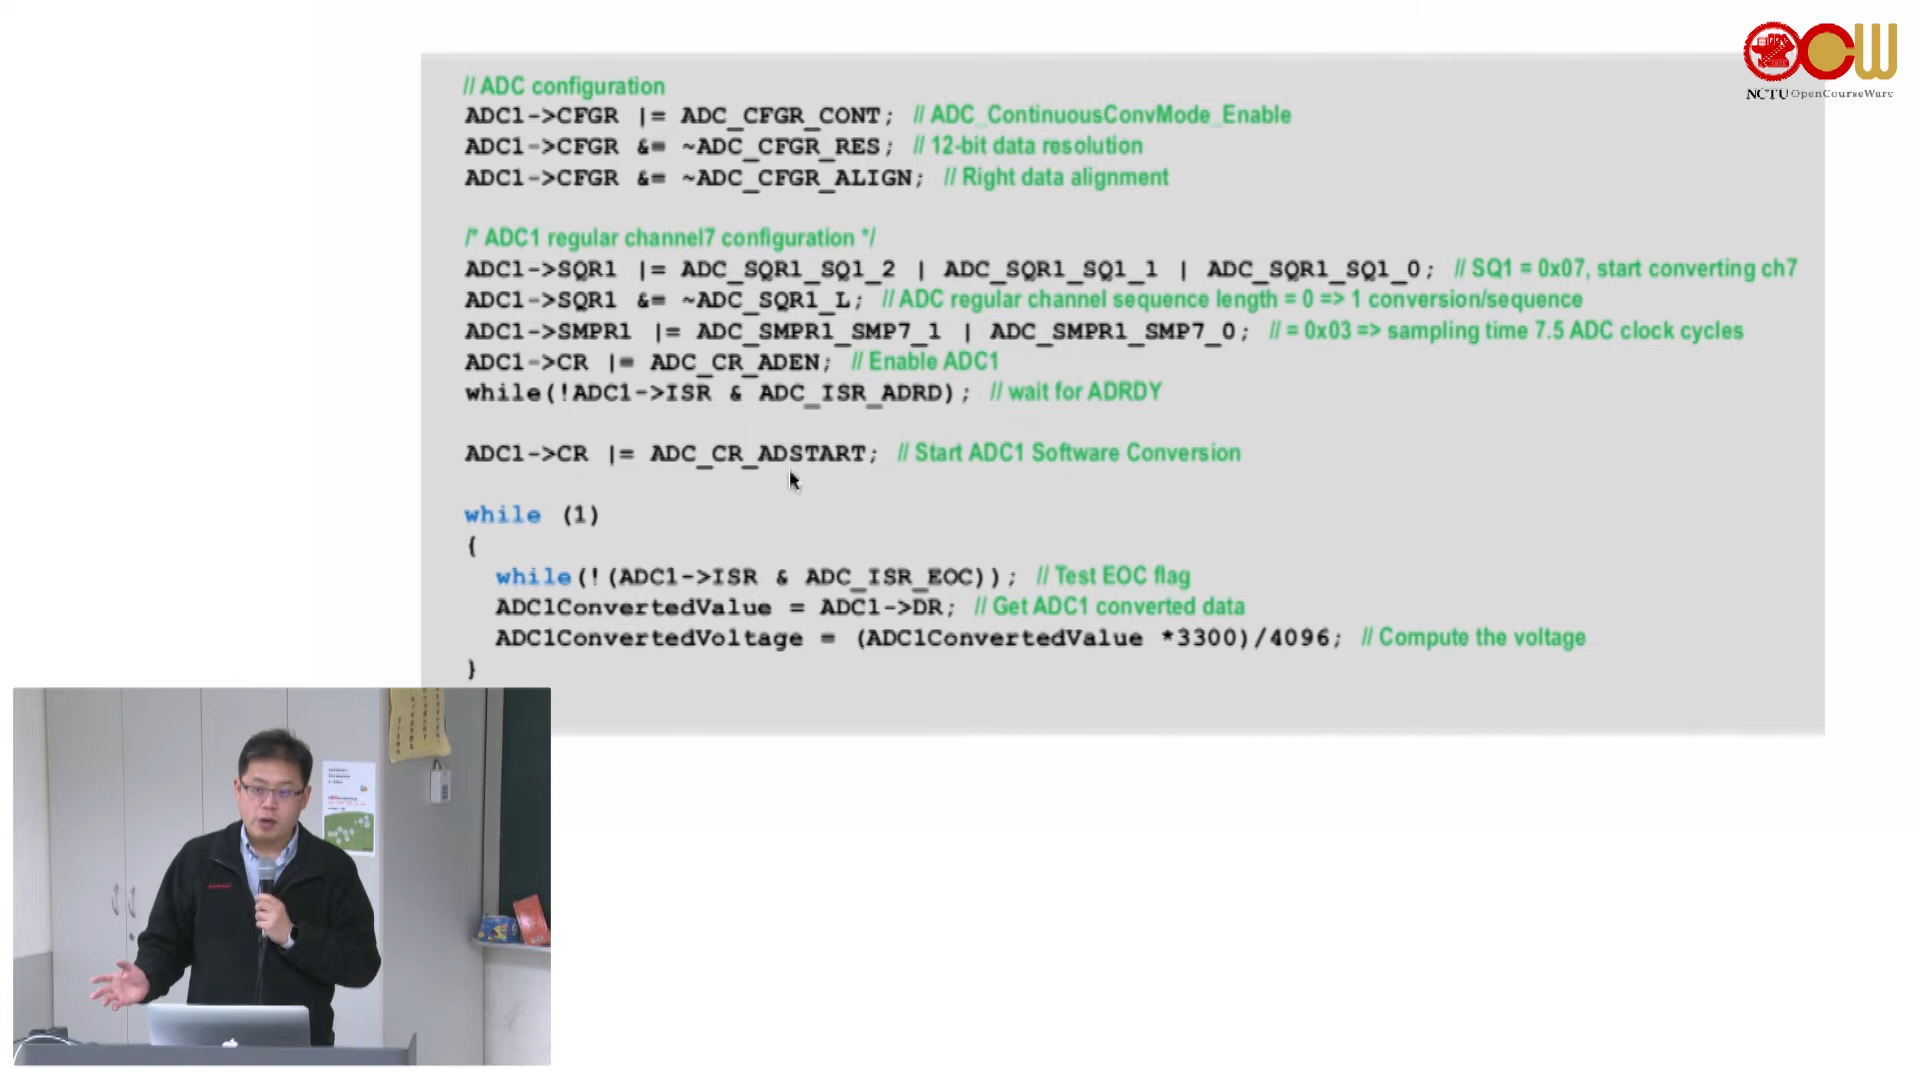 NCTU OpenCourseWare
// ADC configuration
ADC1->CFGR |= ADC_CFGR_CONT; // ADC_ContinuousConvMode_Enable
ADC1->CFGR &= ~ADC_CFGR_RES; // 12-bit data resolution
ADC1->CFGR &= ~ADC_CFGR_ALIGN; // Right data alignment
/* ADC1 regular channel7 configuration */
ADC1->SQR1 |= ADC_SQR1_SQ1_2 | ADC_SQR1_SQ1_1 | ADC_SQR1_SQ1_0; // SQ1 = 0x07, start converting ch7
ADC1->SQR1 &= ~ADC_SQR1_L; // ADC regular channel sequence length = 0 => 1 conversion/sequence
ADC1->SMPR1 |= ADC_SMPR1_SMP7_1 | ADC_SMPR1_SMP7_0; // = 0x03 => sampling time 7.5 ADC clock cycles
ADC1->CR |= ADC_CR_ADEN; // Enable ADC1
while(!ADC1->ISR & ADC_ISR_ADRD); // wait for ADRDY
ADC1->CR |= ADC_CR_ADSTART; // Start ADC1 Software Conversion
while (1)
{
while(!(ADC1->ISR & ADC_ISR_EOC)); // Test EOC flag
ADC1ConvertedValue = ADC1->DR; // Get ADC1 converted data
ADC1ConvertedVoltage = (ADC1ConvertedValue *3300)/4096; // Compute the voltage
}